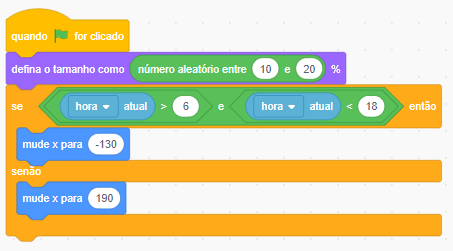 quando for clicado
defina o tamanho como número aleatório entre 10 e 20 %
se hora atual > 6 e hora atual < 18 então
mude x para -130
senão
mude x para 190